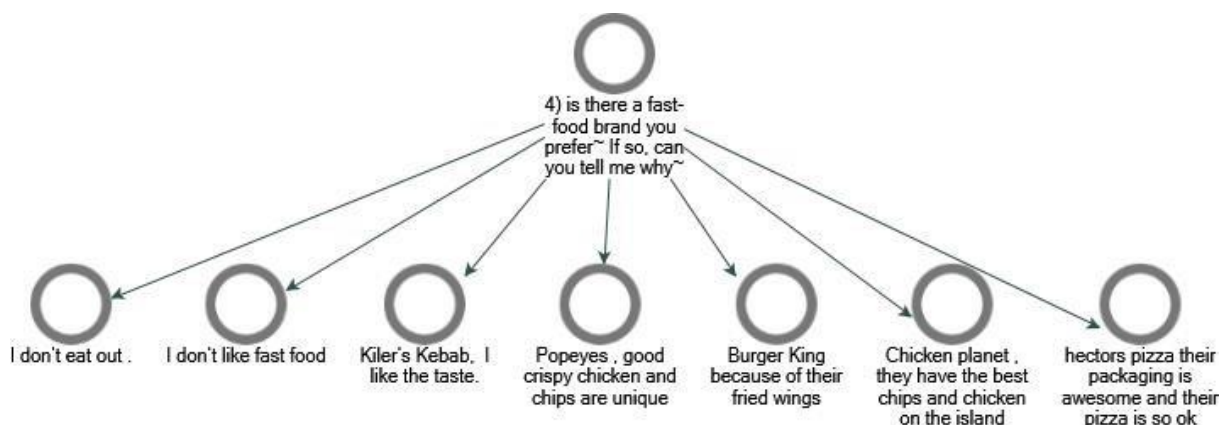 4) is there a fast-
food brand you
prefer~ If so, can
you tell me why~
I don't eat out .
I don't like fast food
Kiler's Kebab, I
like the taste.
Popeyes , good
crispy chicken and
chips are unique
Burger King
because of their
fried wings
Chicken planet ,
they have the best
chips and chicken
on the island
hectors pizza their
packaging is
awesome and their
pizza is so ok